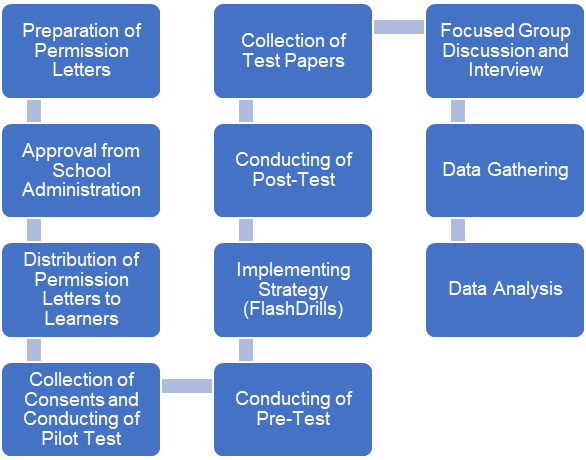 Preparation of
Permission
Letters
Approval from
School
Administration
Distribution of
Permission
Letters to
Learners
Collection of
Consents and
Conducting of
Pilot Test
Conducting of
Pre-Test
Implementing
Strategy
(FlashDrills)
Conducting of
Post-Test
Collection of
Test Papers
Focused Group
Discussion and
Interview
Data Gathering
Data Analysis